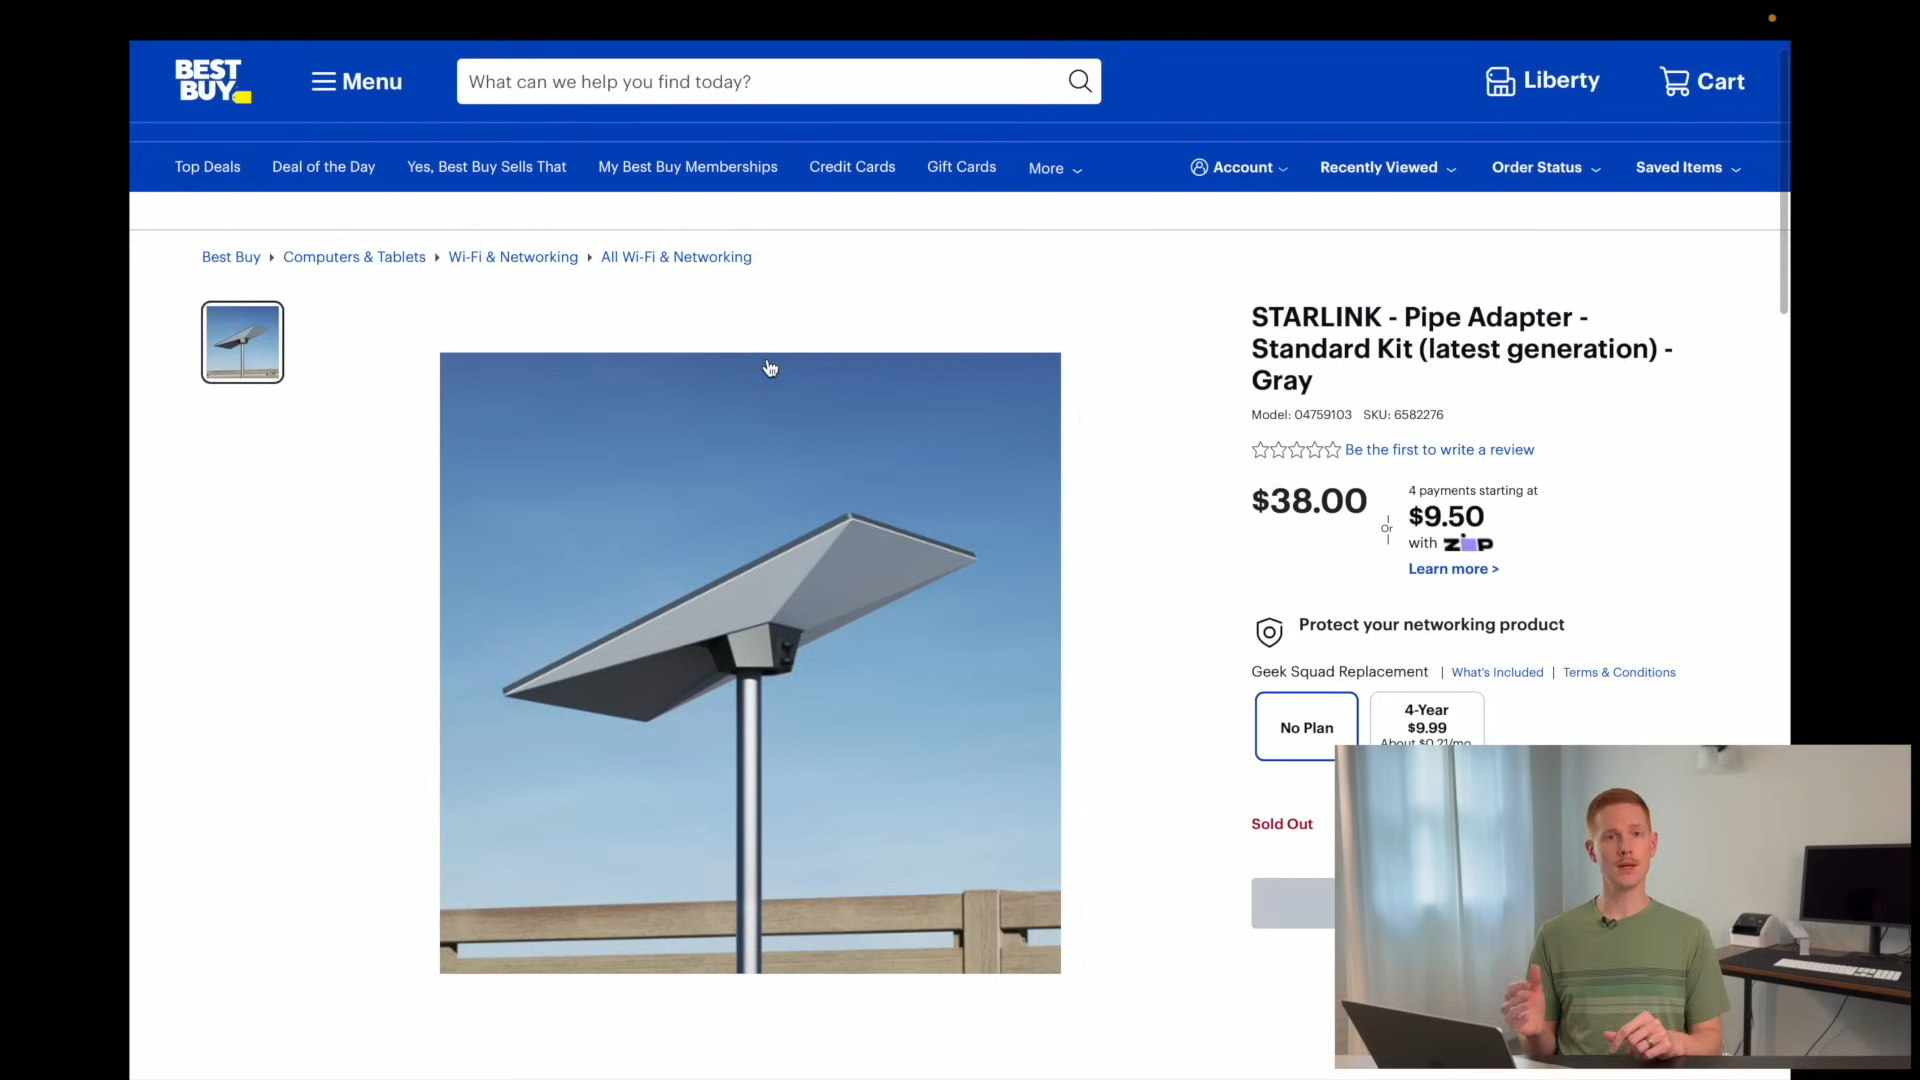 BEST
BUY
Menu
What can we help you find today?
Liberty
Cart
Top Deals
Deal of the Day
Yes, Best Buy Sells That
My Best Buy Memberships
Credit Cards
Gift Cards
More
Account
Recently Viewed
Order Status
Saved Items
Best Buy
Computers & Tablets
Wi-Fi & Networking
All Wi-Fi & Networking
STARLINK - Pipe Adapter -
Standard Kit (latest generation) -
Gray
Model: 04759103 SKU: 6582276
Be the first to write a review
$38.00
Or
4 payments starting at
$9.50
with zip
Learn more >
Protect your networking product
Geek Squad Replacement | What's Included | Terms & Conditions
No Plan
4-Year
$9.99
About $0.21/mo
Sold Out